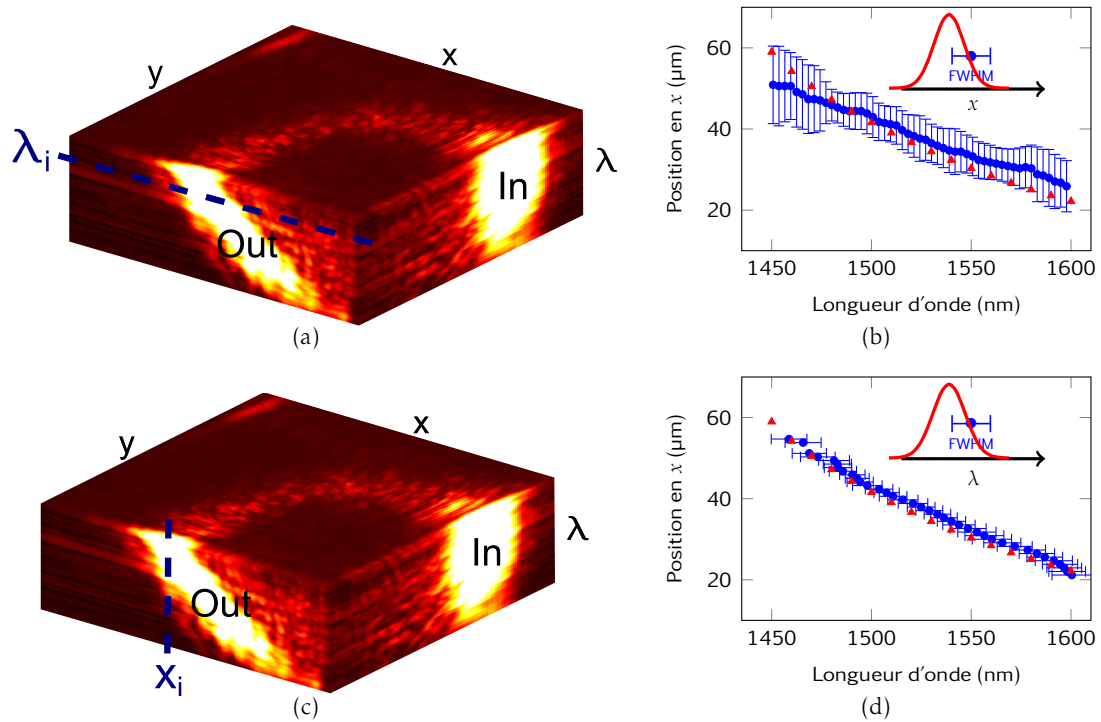 x
y
λi
λ
In
Out
(a)
60
40
20
Position en x (µm)
FWHM
x
1450 1500 1550 1600
Longueur d'onde (nm)
(b)
x
y
λ
In
Out
xi
(c)
60
40
20
Position en x (µm)
FWHM
λ
1450 1500 1550 1600
Longueur d'onde (nm)
(d)